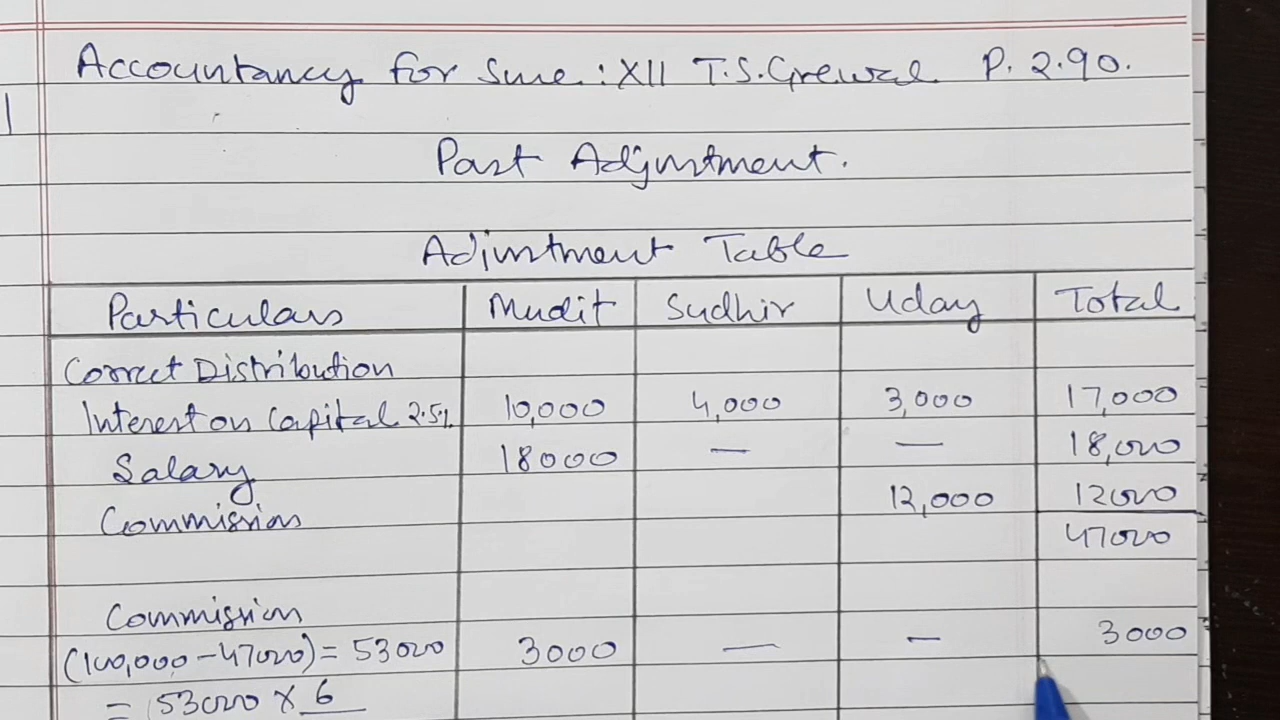 Accountancy for Snre.: XII T.S.Grewal P. 2.90.
Past Adjustment.
Adjustment Table
Particulars Mudit Sudhir Uday Total
Correct Distribution
Interest on Capital 2.5% 10,000 4,000 3,000 17,000
Salary 18000 — — 18,000
Commission 12,000 12000
47000
Commission
(100,000 - 47000) = 53000 3000 — — 3000
= 53000 × 6